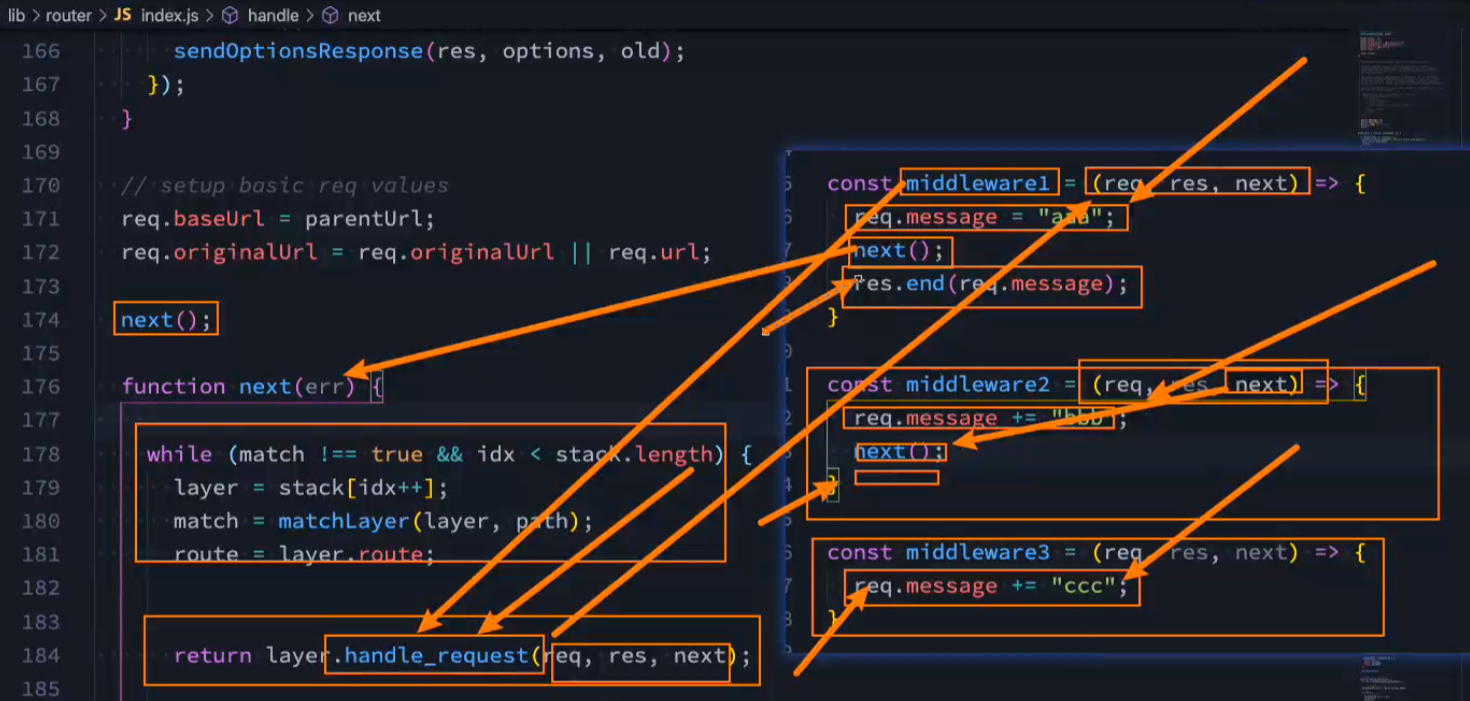 lib > router > JS index.js > handle > next
166 sendOptionsResponse(res, options, old);
167 });
168 }
169
170 // setup basic req values
171 req.baseUrl = parentUrl;
172 req.originalUrl = req.originalUrl || req.url;
173
174 next();
175
176 function next(err) {
177
178 while (match !== true && idx < stack.length) {
179 layer = stack[idx++];
180 match = matchLayer(layer, path);
181 route = layer.route;
182
183
184 return layer.handle_request(req, res, next);
185
5 const middleware1 = (req, res, next) => {
6 req.message = "aaa";
7 next();
res.end(req.message);
}
0
1 const middleware2 = (req, res, next) => {
2 req.message += "bbb";
next();
4 }
5
6 const middleware3 = (req, res, next) => {
7 req.message += "ccc";
8 }